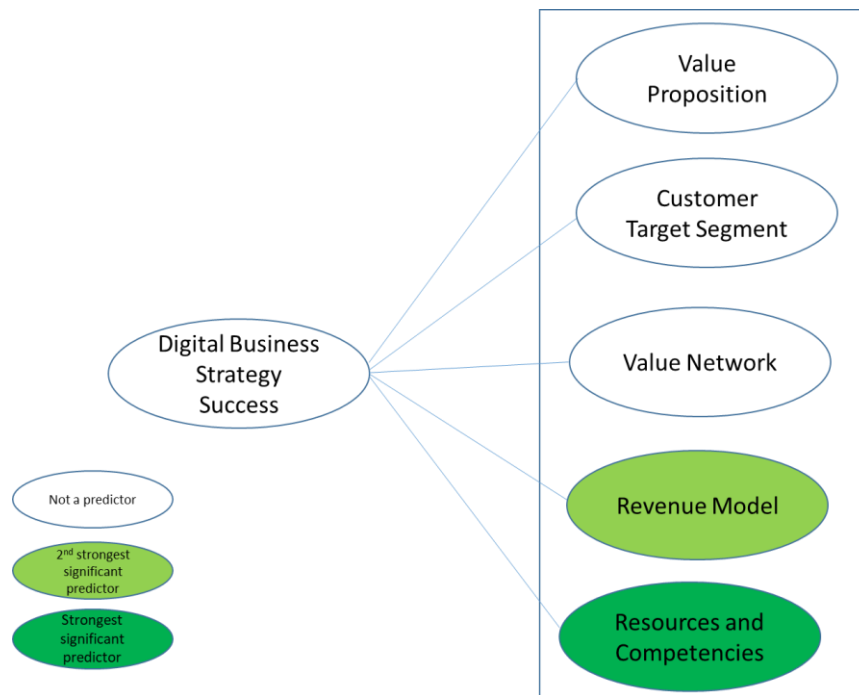 Value
Proposition
Customer
Target Segment
Digital Business
Strategy
Success
Value Network
Revenue Model
Resources and
Competencies
Not a predictor
2nd strongest
significant
predictor
Strongest
significant
predictor